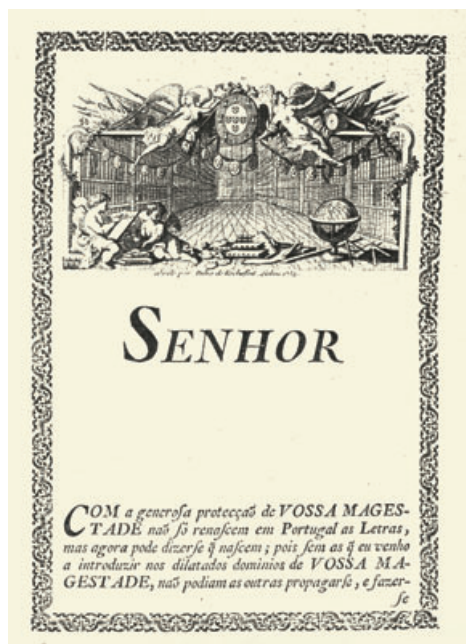 SENHOR
COM a generosa protecçaõ de VOSSA MAGES-
TADE naõ só renascem em Portugal as Letras,
mas agora pode dizerse q̃ nascem; pois sem as q̃ eu venho
a introduzir nos dilatados dominios de VOSSA MA-
GESTADE, naõ podiam as outras propagarse, e fazer-
se